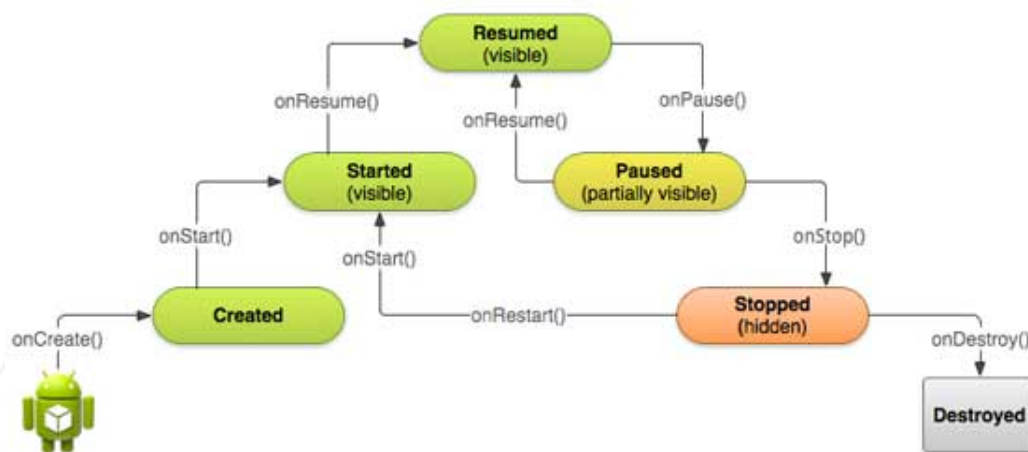 Resumed
(visible)
onResume()
onResume()
onPause()
Started
(visible)
Paused
(partially visible)
onStart()
onStart()
onStop()
Created
onRestart()
Stopped
(hidden)
onCreate()
onDestroy()
Destroyed